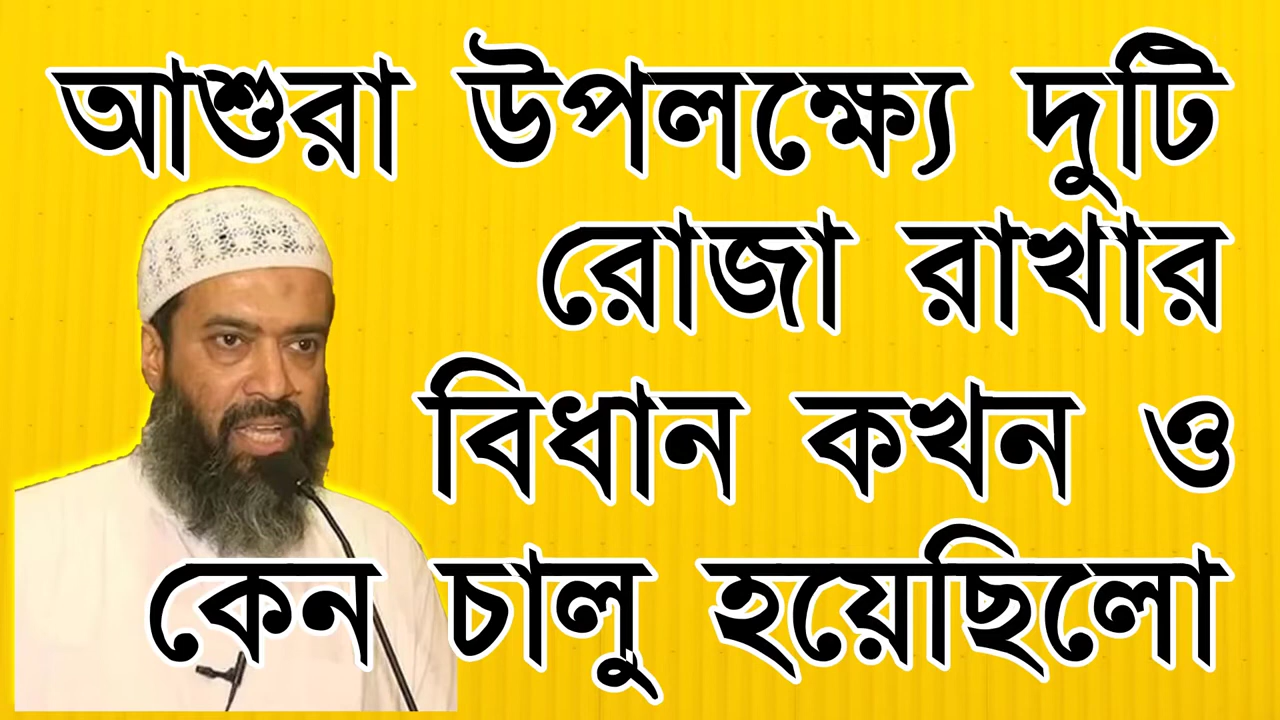 আশুরা উপলক্ষ্যে দুটি
রোজা রাখার
বিধান কখন ও
কেন চালু হয়েছিলো